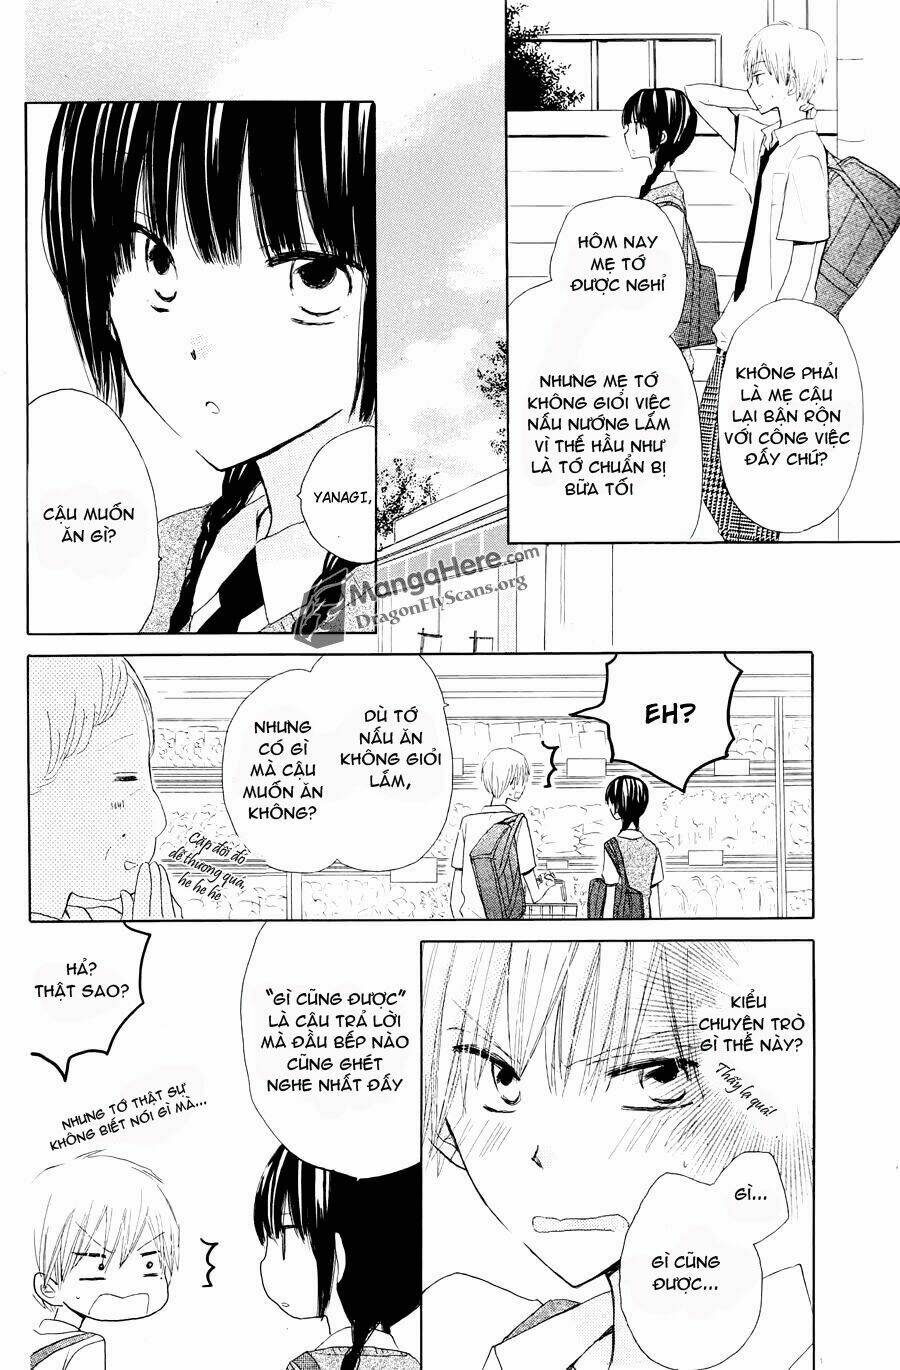 KHÔNG PHẢI
LÀ MẸ CẬU
LẠI BẬN RỘN
VỚI CÔNG VIỆC
ĐẤY CHỨ?
HÔM NAY
MẸ TỚ
ĐƯỢC NGHỈ
NHƯNG MẸ TỚ
KHÔNG GIỎI VIỆC
NẤU NƯỚNG LẮM
VÌ THẾ HẦU NHƯ
LÀ TỚ CHUẨN BỊ
BỮA TỐI
YANAGI,
CẬU MUỐN
ĂN GÌ?
MangaHere.com
DragonFlyScans.org
EH?
DÙ TỚ
NẤU ĂN
KHÔNG GIỎI
LẮM,
NHƯNG
CÓ GÌ
MÀ CẬU
MUỐN ĂN
KHÔNG?
Cặp đôi đó
dễ thương quá,
he he he
KIỂU
CHUYỆN TRÒ
GÌ THẾ NÀY?
Thấy lạ quá!
GÌ...
GÌ CŨNG
ĐƯỢC...
"GÌ CŨNG ĐƯỢC"
LÀ CÂU TRẢ LỜI
MÀ ĐẦU BẾP NÀO
CŨNG GHÉT
NGHE NHẤT ĐẤY
HẢ?
THẬT SAO?
NHƯNG TỚ THẬT SỰ
KHÔNG BIẾT NÓI GÌ MÀ...